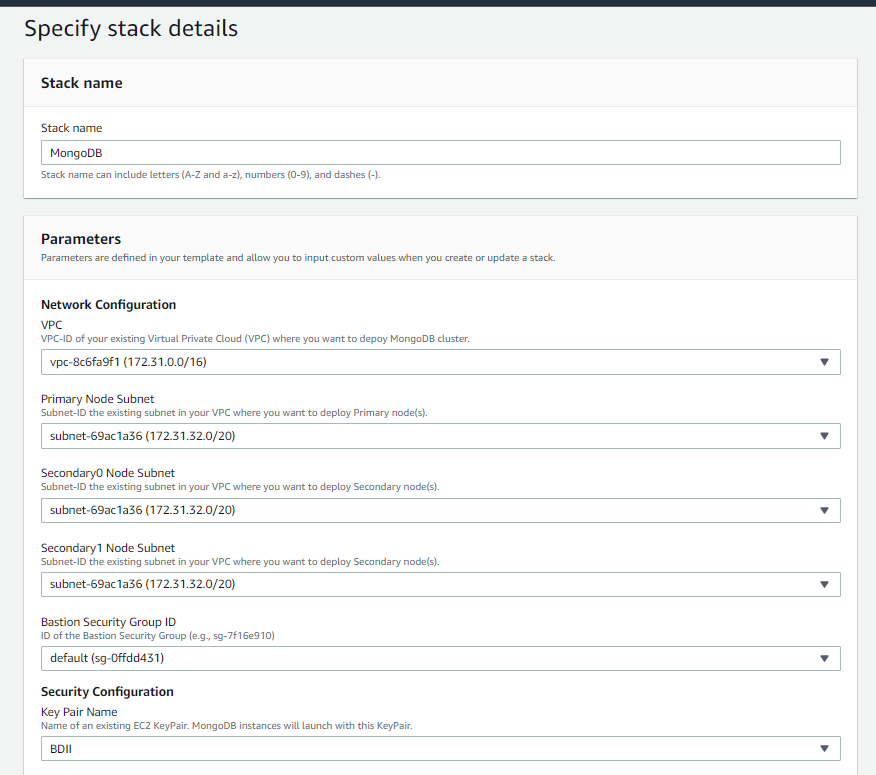 Specify stack details
Stack name
Stack name
MongoDB
Stack name can include letters (A-Z and a-z), numbers (0-9), and dashes (-).
Parameters
Parameters are defined in your template and allow you to input custom values when you create or update a stack.
Network Configuration
VPC
VPC-ID of your existing Virtual Private Cloud (VPC) where you want to depoy MongoDB cluster.
vpc-8c6fa9f1 (172.31.0.0/16)
Primary Node Subnet
Subnet-ID the existing subnet in your VPC where you want to deploy Primary node(s).
subnet-69ac1a36 (172.31.32.0/20)
Secondary0 Node Subnet
Subnet-ID the existing subnet in your VPC where you want to deploy Secondary node(s).
subnet-69ac1a36 (172.31.32.0/20)
Secondary1 Node Subnet
Subnet-ID the existing subnet in your VPC where you want to deploy Secondary node(s).
subnet-69ac1a36 (172.31.32.0/20)
Bastion Security Group ID
ID of the Bastion Security Group (e.g., sg-7f16e910)
default (sg-0ffdd431)
Security Configuration
Key Pair Name
Name of an existing EC2 KeyPair. MongoDB instances will launch with this KeyPair.
BDII